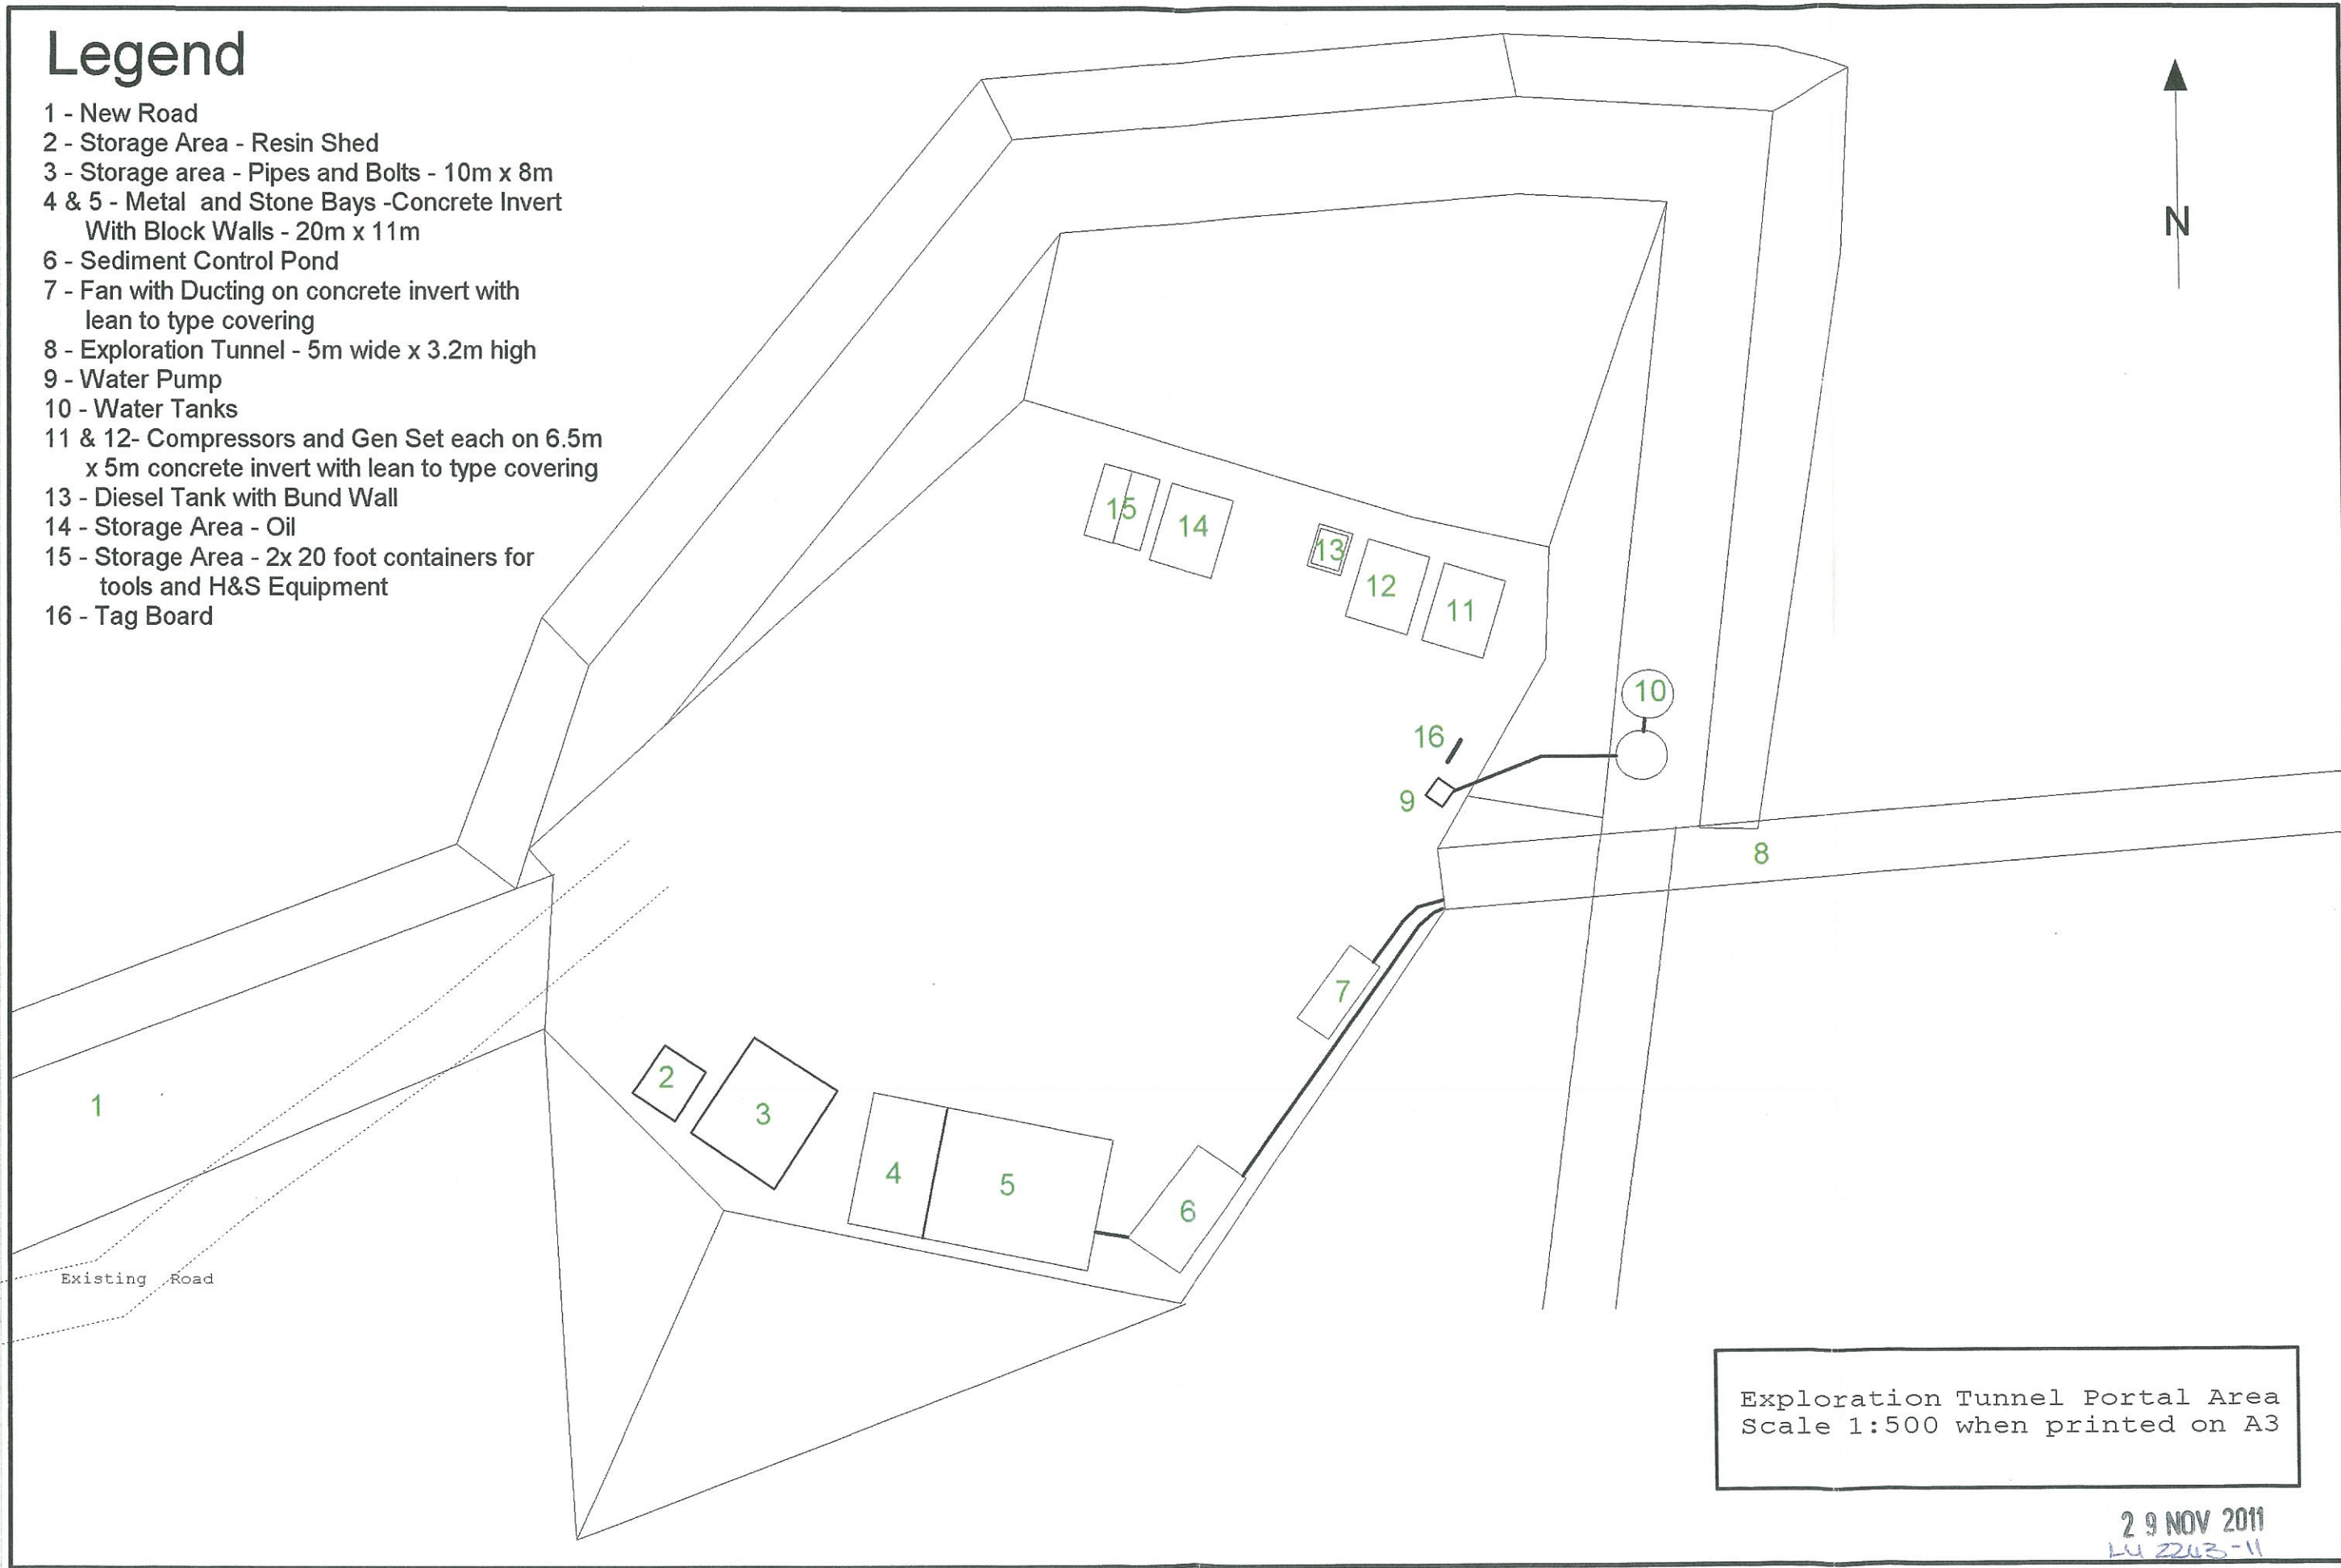 Legend
1 - New Road
2 - Storage Area - Resin Shed
3 - Storage area - Pipes and Bolts - 10m x 8m
4 & 5 - Metal and Stone Bays -Concrete Invert
With Block Walls - 20m x 11m
6 - Sediment Control Pond
7 - Fan with Ducting on concrete invert with
lean to type covering
8 - Exploration Tunnel - 5m wide x 3.2m high
9 - Water Pump
10 - Water Tanks
11 & 12- Compressors and Gen Set each on 6.5m
x 5m concrete invert with lean to type covering
13 - Diesel Tank with Bund Wall
14 - Storage Area - Oil
15 - Storage Area - 2x 20 foot containers for
tools and H&S Equipment
16 - Tag Board
N
15
14
13
12
11
10
16
9
8
7
1
2
3
4
5
6
Existing Road
Exploration Tunnel Portal Area
Scale 1:500 when printed on A3
29 NOV 2011
LU 2243-11